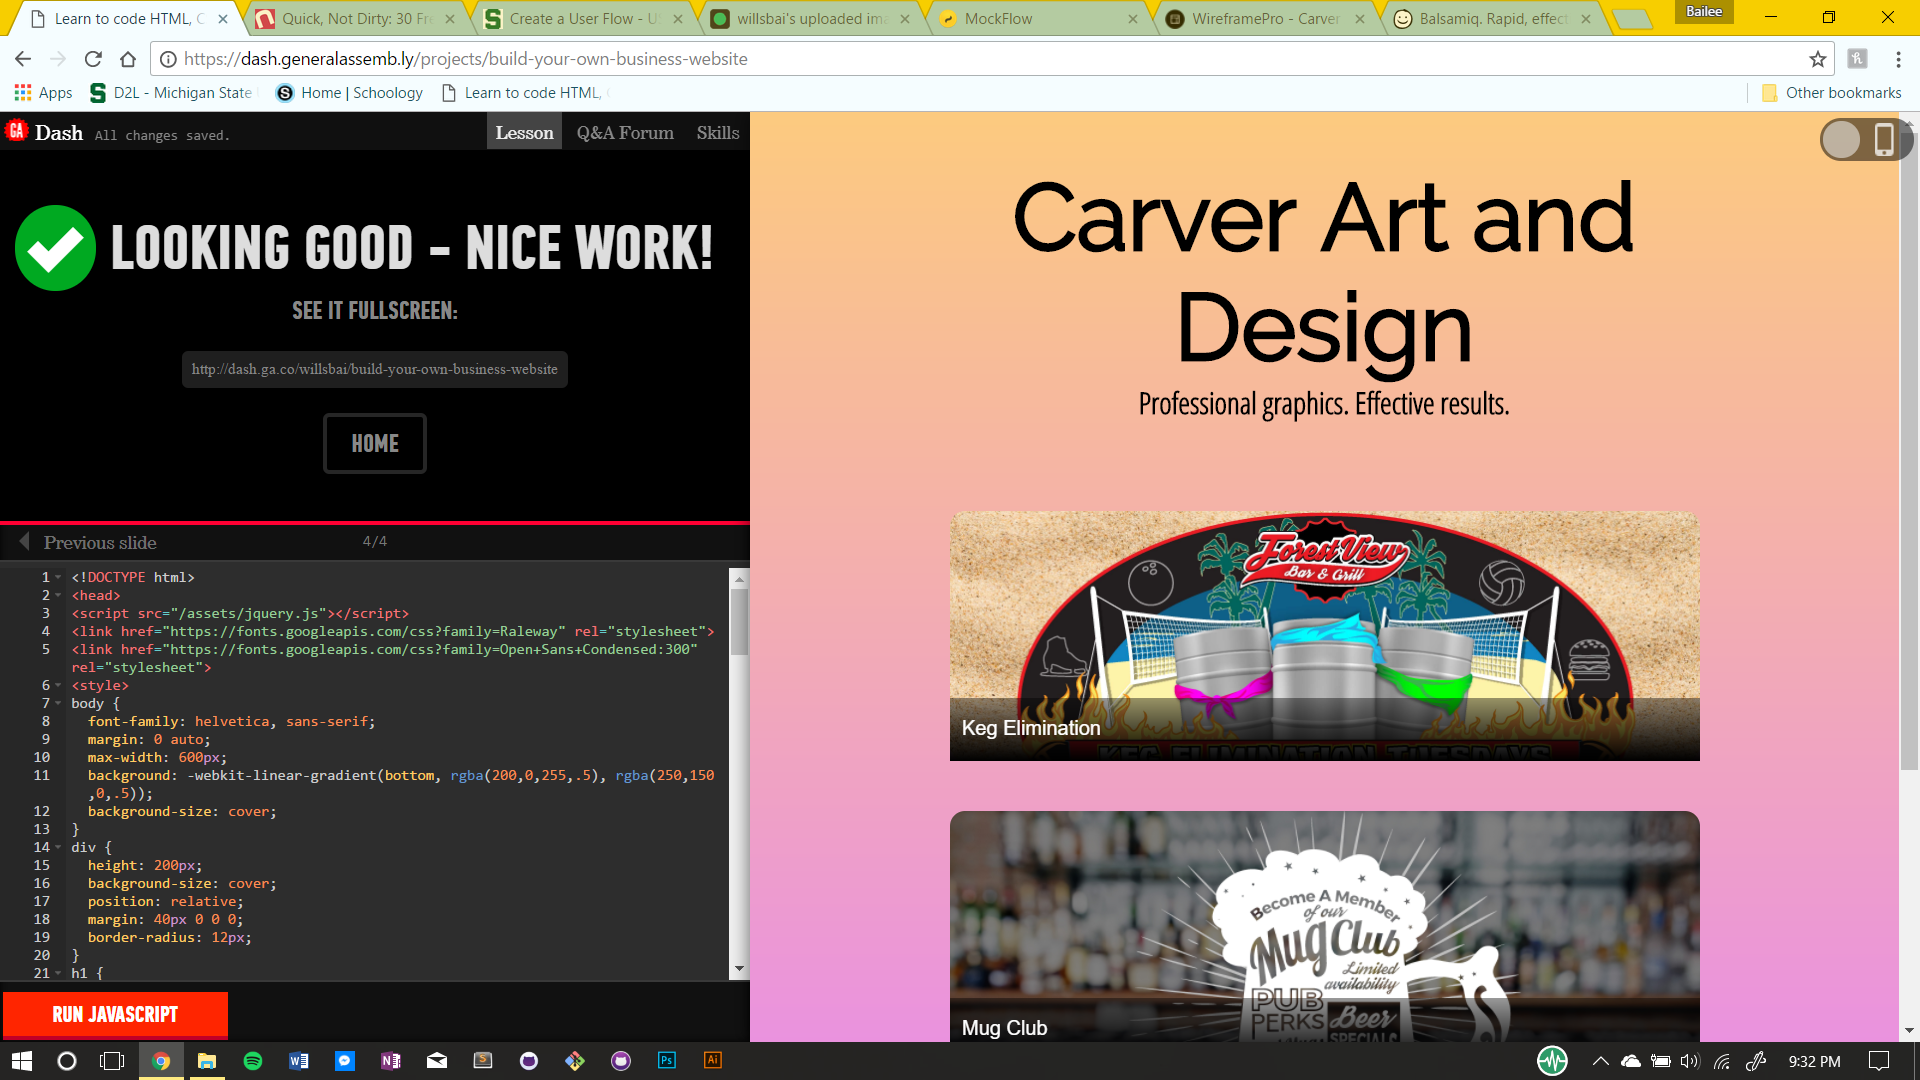 Learn to code HTML, C
Quick, Not Dirty: 30 Fre
Create a User Flow - U
willsbai's uploaded ima
MockFlow
WireframePro - Carver
Balsamiq. Rapid, effect
Bailee
https://dash.generalassemb.ly/projects/build-your-own-business-website
Apps
D2L - Michigan State
Home | Schoology
Learn to code HTML,
Other bookmarks
GA
Dash
All changes saved.
Lesson
Q&A Forum
Skills
LOOKING GOOD - NICE WORK!
SEE IT FULLSCREEN:
http://dash.ga.co/willsbai/build-your-own-business-website
HOME
Previous slide
4/4
1 <!DOCTYPE html>
2 <head>
3 <script src="/assets/jquery.js"></script>
4 <link href="https://fonts.googleapis.com/css?family=Raleway" rel="stylesheet">
5 <link href="https://fonts.googleapis.com/css?family=Open+Sans+Condensed:300"
rel="stylesheet">
6 <style>
7 body {
8 font-family: helvetica, sans-serif;
9 margin: 0 auto;
10 max-width: 600px;
11 background: -webkit-linear-gradient(bottom, rgba(200,0,255,.5), rgba(250,150
,0,.5));
12 background-size: cover;
13 }
14 div {
15 height: 200px;
16 background-size: cover;
17 position: relative;
18 margin: 40px 0 0 0;
19 border-radius: 12px;
20 }
21 h1 {
RUN JAVASCRIPT
Carver Art and
Design
Professional graphics. Effective results.
Forest View
Bar & Grill
Keg Elimination
KEG ELIMINATION TUESDAYS
Become A Member
of our
Mug Club
Limited
availability
PUB
PERKS
Beer
SPECIALS
Mug Club
9:32 PM